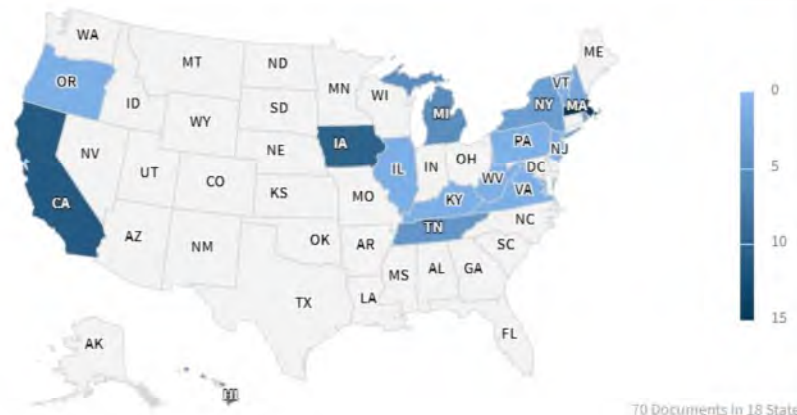 WA
ME
MT
ND
VT
OR
MN
NY
MA
ID
SD
WI
MI
WY
PA
NJ
IA
NE
OH
NV
IL
IN
DC
UT
WV
CO
VA
CA
KS
MO
KY
NC
TN
AZ
OK
NM
AR
SC
MS
AL
GA
TX
LA
FL
AK
HI
0
5
10
15
70 Documents in 18 State